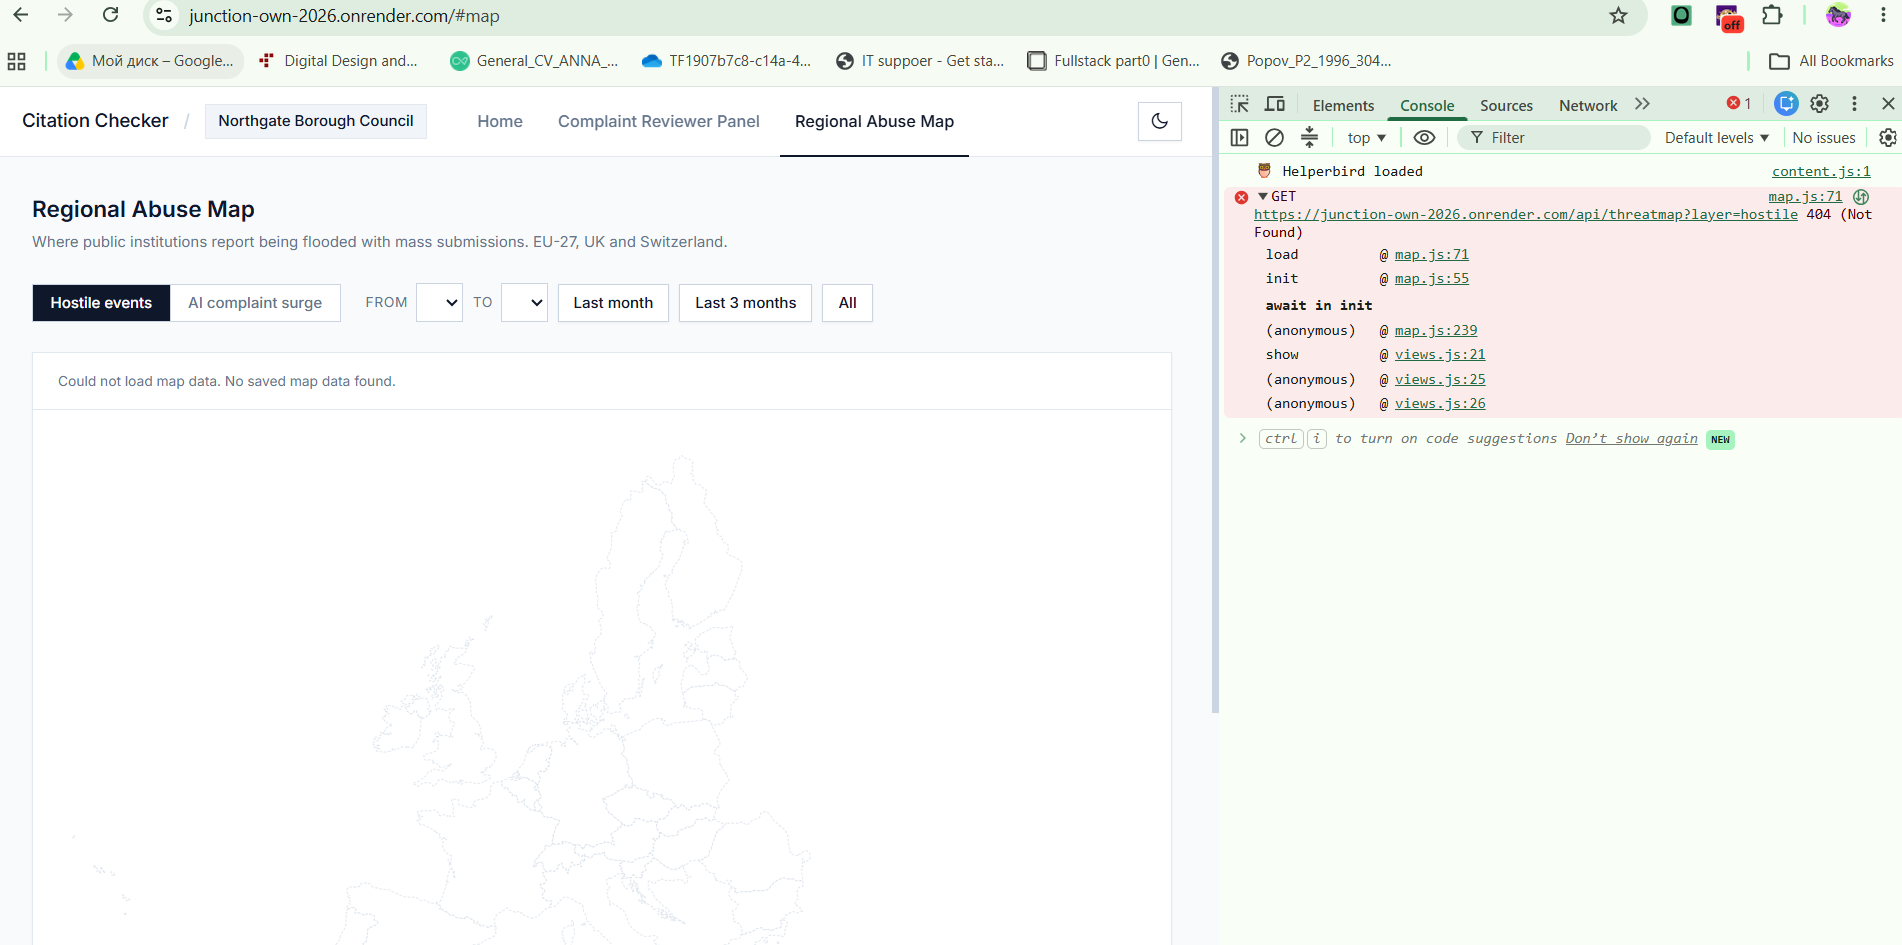 junction-own-2026.onrender.com/#map
off
Мой диск – Google...
Digital Design and...
General_CV_ANNA_...
TF1907b7c8-c14a-4...
IT suppoer - Get sta...
Fullstack part0 | Gen...
Popov_P2_1996_304...
All Bookmarks
Citation Checker / Northgate Borough Council Home Complaint Reviewer Panel Regional Abuse Map
Regional Abuse Map
Where public institutions report being flooded with mass submissions. EU-27, UK and Switzerland.
Hostile events AI complaint surge FROM TO Last month Last 3 months All
Could not load map data. No saved map data found.
Elements Console Sources Network 1
top Filter Default levels No issues
Helperbird loaded content.js:1
GET map.js:71
https://junction-own-2026.onrender.com/api/threatmap?layer=hostile 404 (Not
Found)
load @ map.js:71
init @ map.js:55
await in init
(anonymous) @ map.js:239
show @ views.js:21
(anonymous) @ views.js:25
(anonymous) @ views.js:26
ctrl i to turn on code suggestions Don't show again NEW